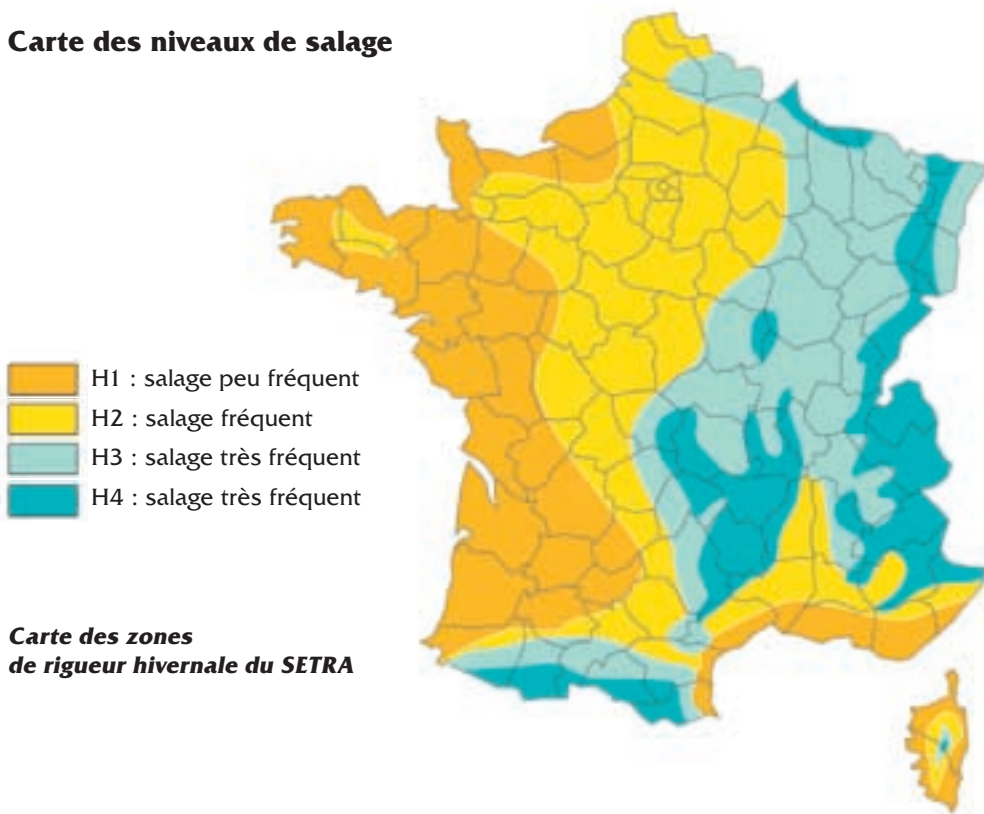 Carte des niveaux de salage
H1 : salage peu fréquent
H2 : salage fréquent
H3 : salage très fréquent
H4 : salage très fréquent
Carte des zones
de rigueur hivernale du SETRA